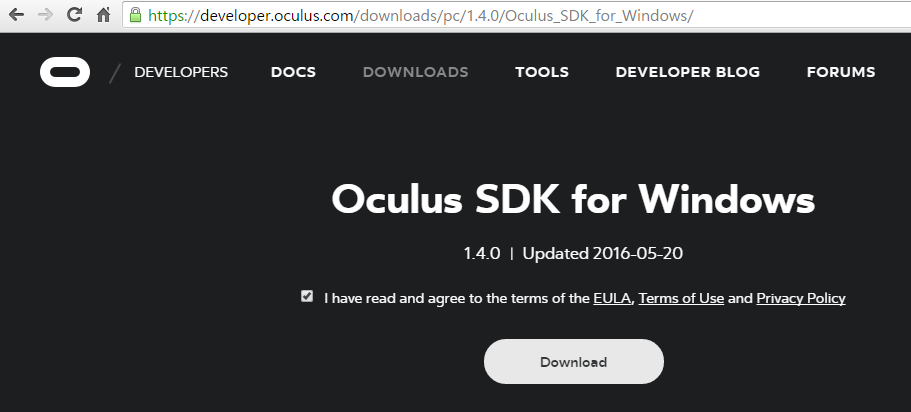 https://developer.oculus.com/downloads/pc/1.4.0/Oculus_SDK_for_Windows/
/ DEVELOPERS DOCS DOWNLOADS TOOLS DEVELOPER BLOG FORUMS
Oculus SDK for Windows
1.4.0 | Updated 2016-05-20
I have read and agree to the terms of the EULA, Terms of Use and Privacy Policy
Download